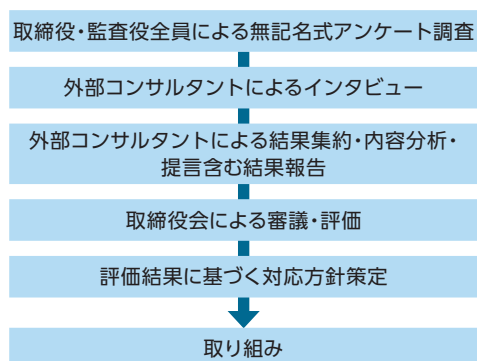 取締役・監査役全員による無記名式アンケート調査
外部コンサルタントによるインタビュー
外部コンサルタントによる結果集約・内容分析・
提言含む結果報告
取締役会による審議・評価
評価結果に基づく対応方針策定
取り組み